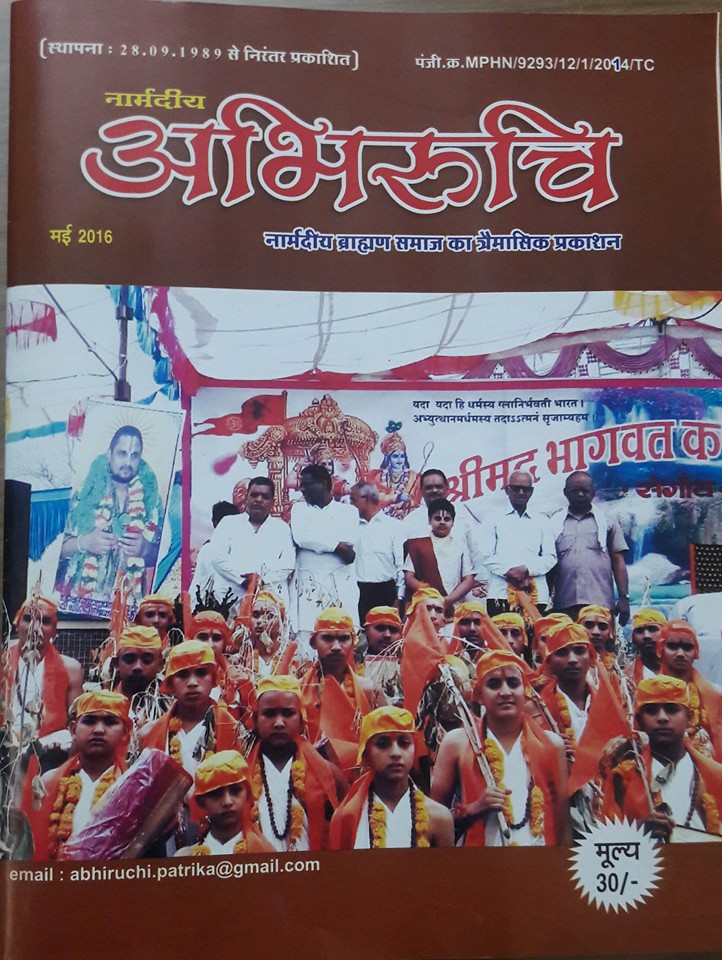 (स्थापना : 28.09.1989 से निरंतर प्रकाशित)
पंजी.क्र.MPHN/9293/12/1/2014/TC
नार्मदीय
अभिरुचि
मई 2016
नार्मदीय ब्राह्मण समाज का त्रैमासिक प्रकाशन
यदा यदा हि धर्मस्य ग्लानिर्भवती भारत।
अभ्युत्थानमधर्मस्य तदाऽऽत्मनं सृजाम्यहम्।
श्रीमद् भागवत क
email : abhiruchi.patrika@gmail.com
मूल्य
30/-